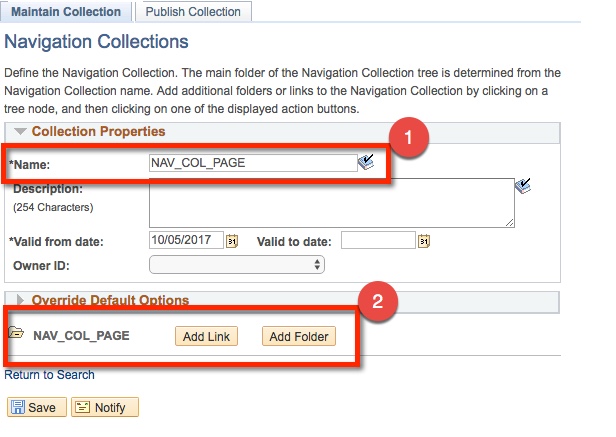 Maintain Collection Publish Collection
Navigation Collections
Define the Navigation Collection. The main folder of the Navigation Collection tree is determined from the
Navigation Collection name. Add additional folders or links to the Navigation Collection by clicking on a
tree node, and then clicking on one of the displayed action buttons.
Collection Properties
1
*Name: NAV_COL_PAGE
Description:
(254 Characters)
*Valid from date: 10/05/2017 31 Valid to date: 31
Owner ID:
Override Default Options
2
NAV_COL_PAGE Add Link Add Folder
Return to Search
Save Notify